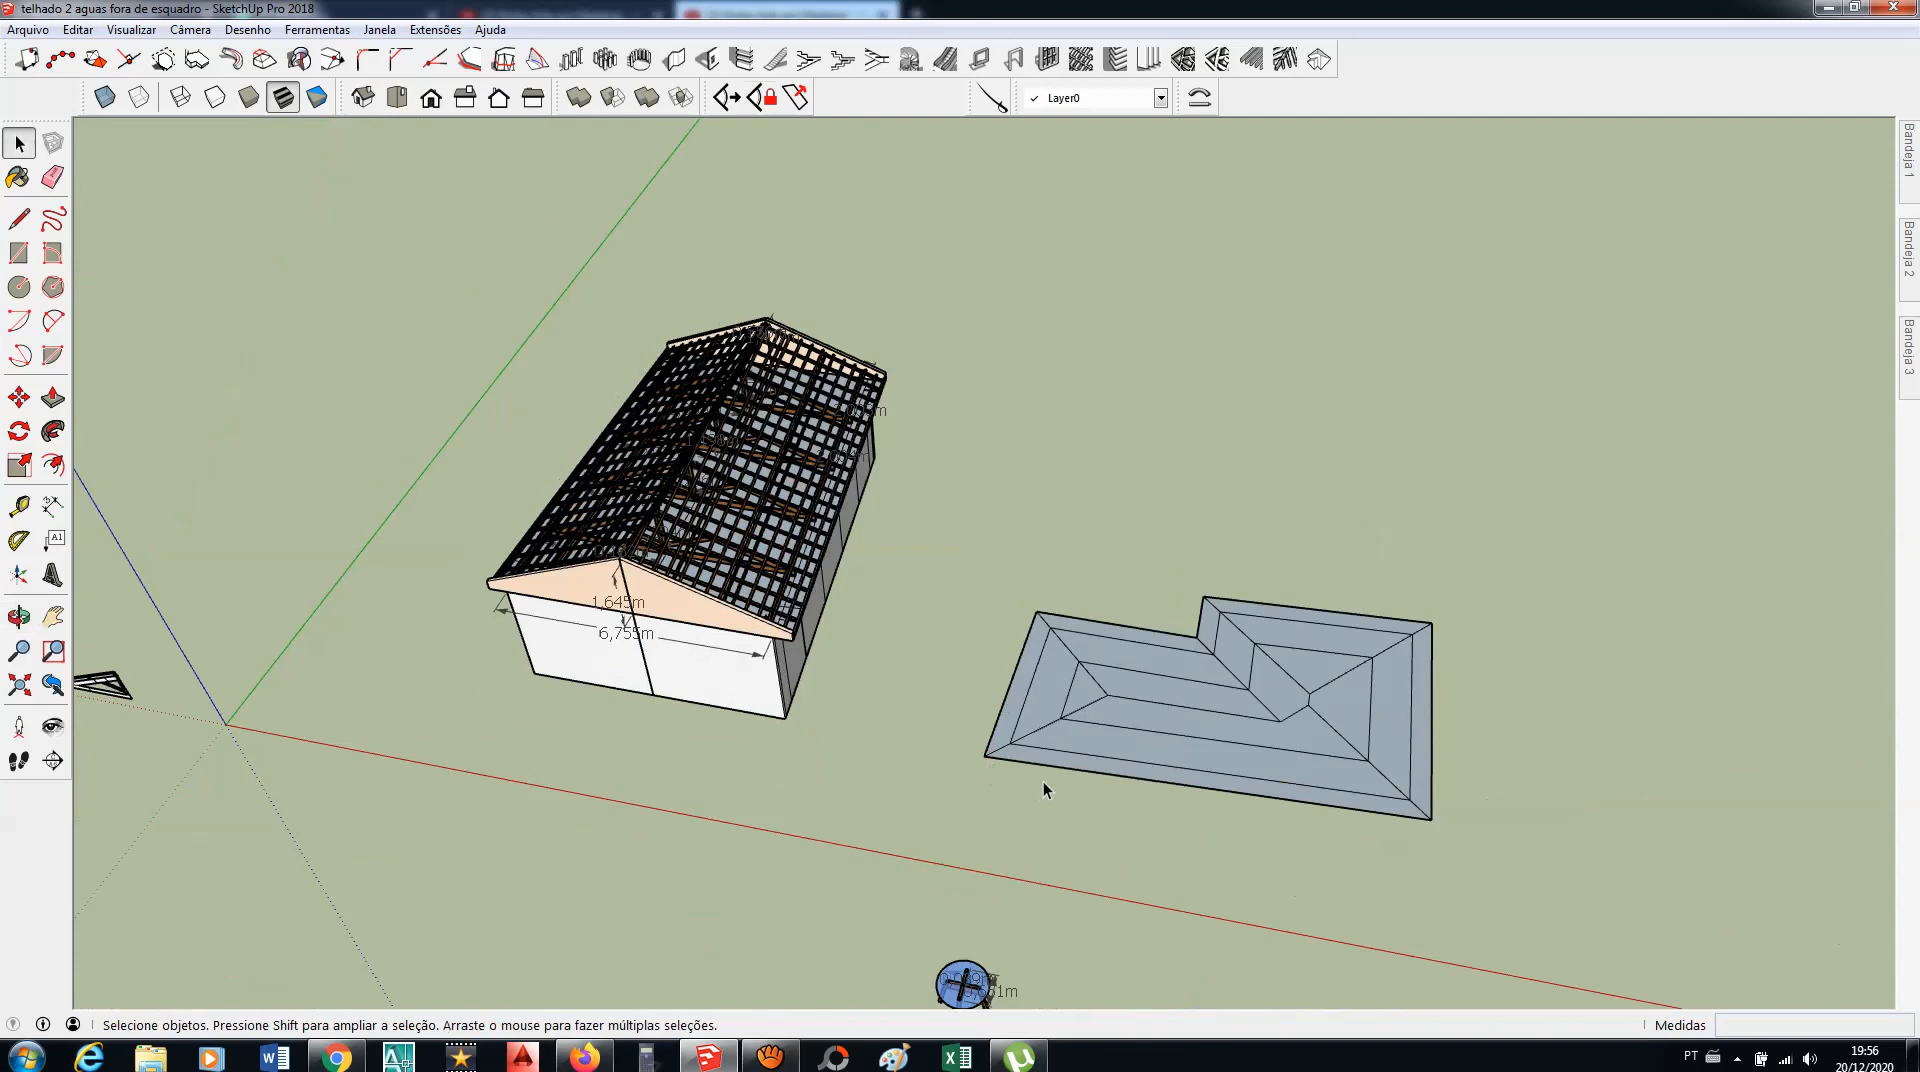 telhado 2 aguas fora de esquadro - SketchUp Pro 2018
Arquivo Editar Visualizar Câmera Desenho Ferramentas Janela Extensões Ajuda
Layer0
Bandeja 1
Bandeja 2
Bandeja 3
A1
1,645m
6,755m
Selecione objetos. Pressione Shift para ampliar a seleção. Arraste o mouse para fazer múltiplas seleções.
Medidas
PT
19:56
20/12/2020